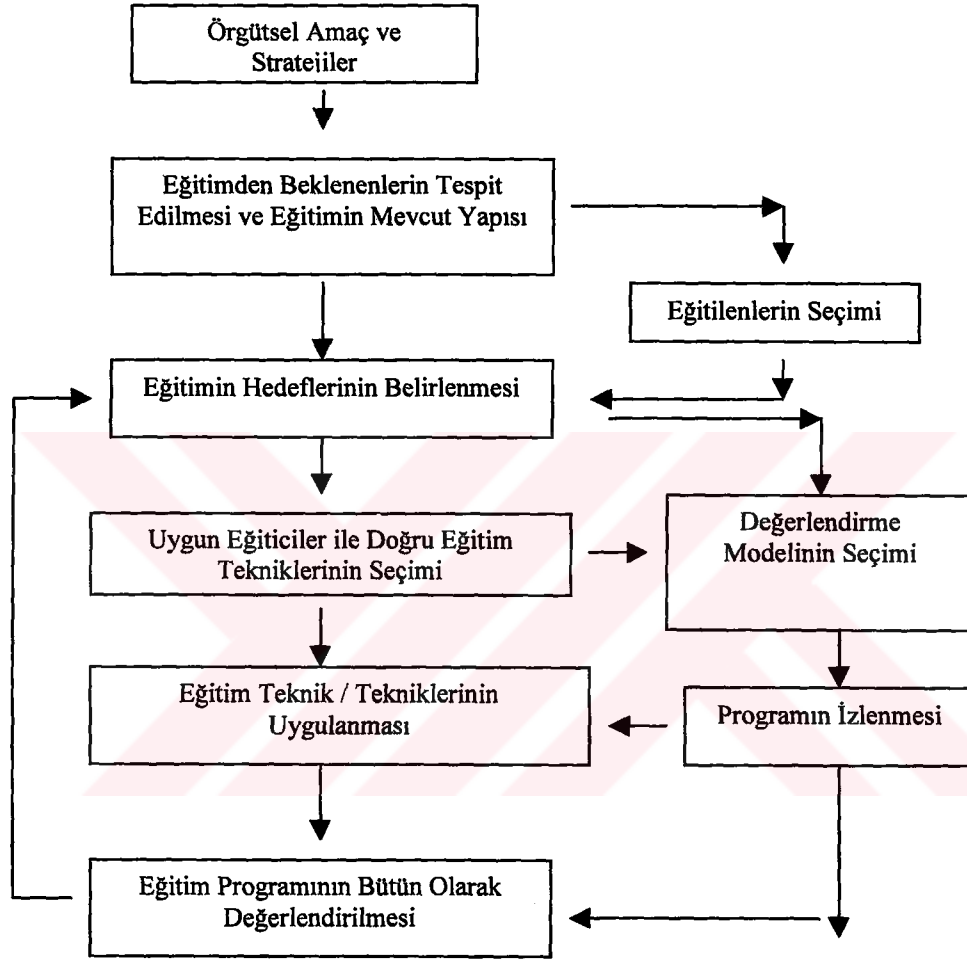 Örgütsel Amaç ve
Stratejiler
Eğitimden Beklenenlerin Tespit
Edilmesi ve Eğitimin Mevcut Yapısı
Eğitilenlerin Seçimi
Eğitimin Hedeflerinin Belirlenmesi
Uygun Eğiticiler ile Doğru Eğitim
Tekniklerinin Seçimi
Değerlendirme
Modelinin Seçimi
Eğitim Teknik / Tekniklerinin
Uygulanması
Programın İzlenmesi
Eğitim Programının Bütün Olarak
Değerlendirilmesi